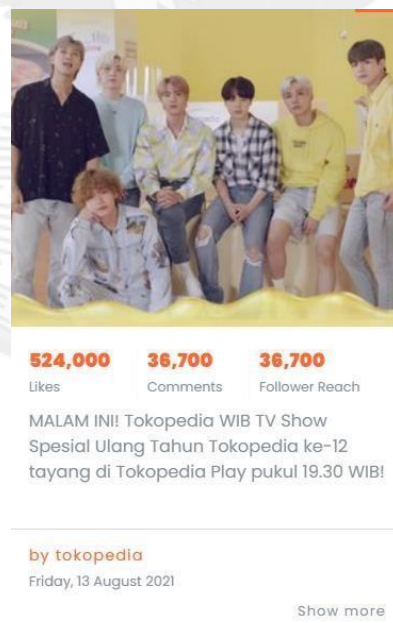 524,000 36,700 36,700
Likes Comments Follower Reach
MALAM INI! Tokopedia WIB TV Show
Spesial Ulang Tahun Tokopedia ke-12
tayang di Tokopedia Play pukul 19.30 WIB!
by tokopedia
Friday, 13 August 2021
Show more